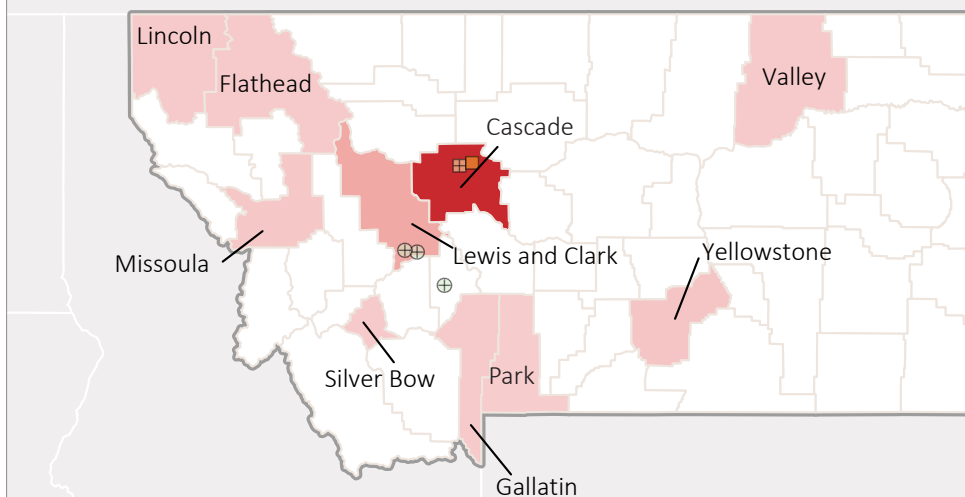 Lincoln
Flathead
Valley
Cascade
Missoula
Lewis and Clark
Yellowstone
Silver Bow
Park
Gallatin